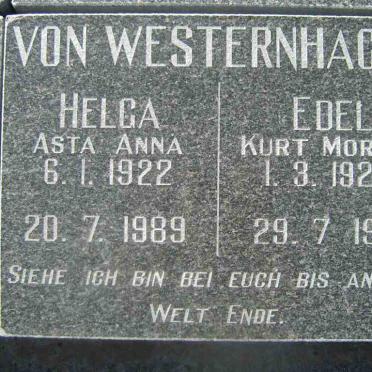 VON WESTERNHAG
HELGA EDEL
ASTA ANNA KURT MOR
6. 1. 1922 1. 3. 192
20. 7. 1989 29. 7 19
SIEHE ICH BIN BEI EUCH BIS AN
WELT ENDE.